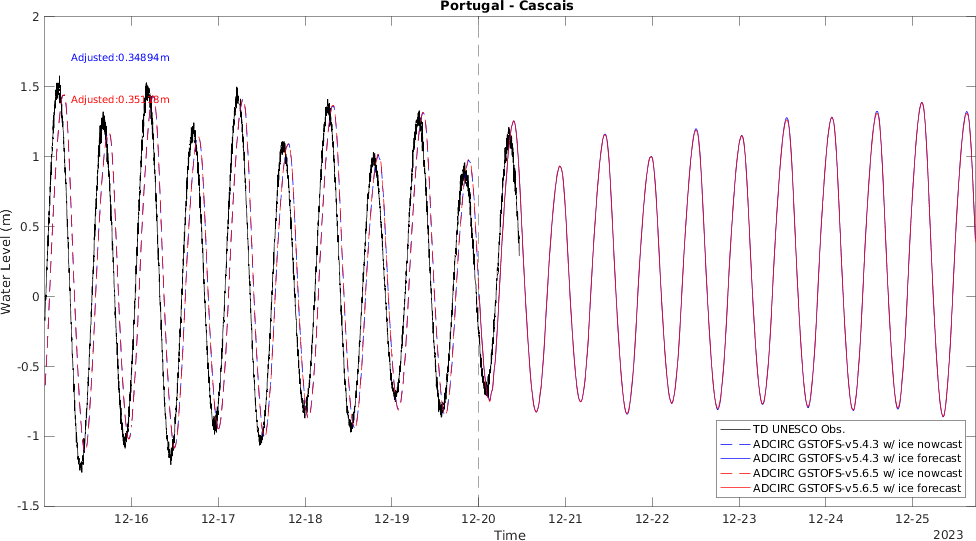 Portugal - Cascais
2
1.5
1
0.5
0
-0.5
-1
-1.5
Water Level (m)
Adjusted:0.34894m
TD UNESCO Obs.
ADCIRC GSTOFS-v5.4.3 w/ ice nowcast
ADCIRC GSTOFS-v5.4.3 w/ ice forecast
ADCIRC GSTOFS-v5.6.5 w/ ice nowcast
ADCIRC GSTOFS-v5.6.5 w/ ice forecast
12-16 12-17 12-18 12-19 12-20 12-21 12-22 12-23 12-24 12-25
Time
2023